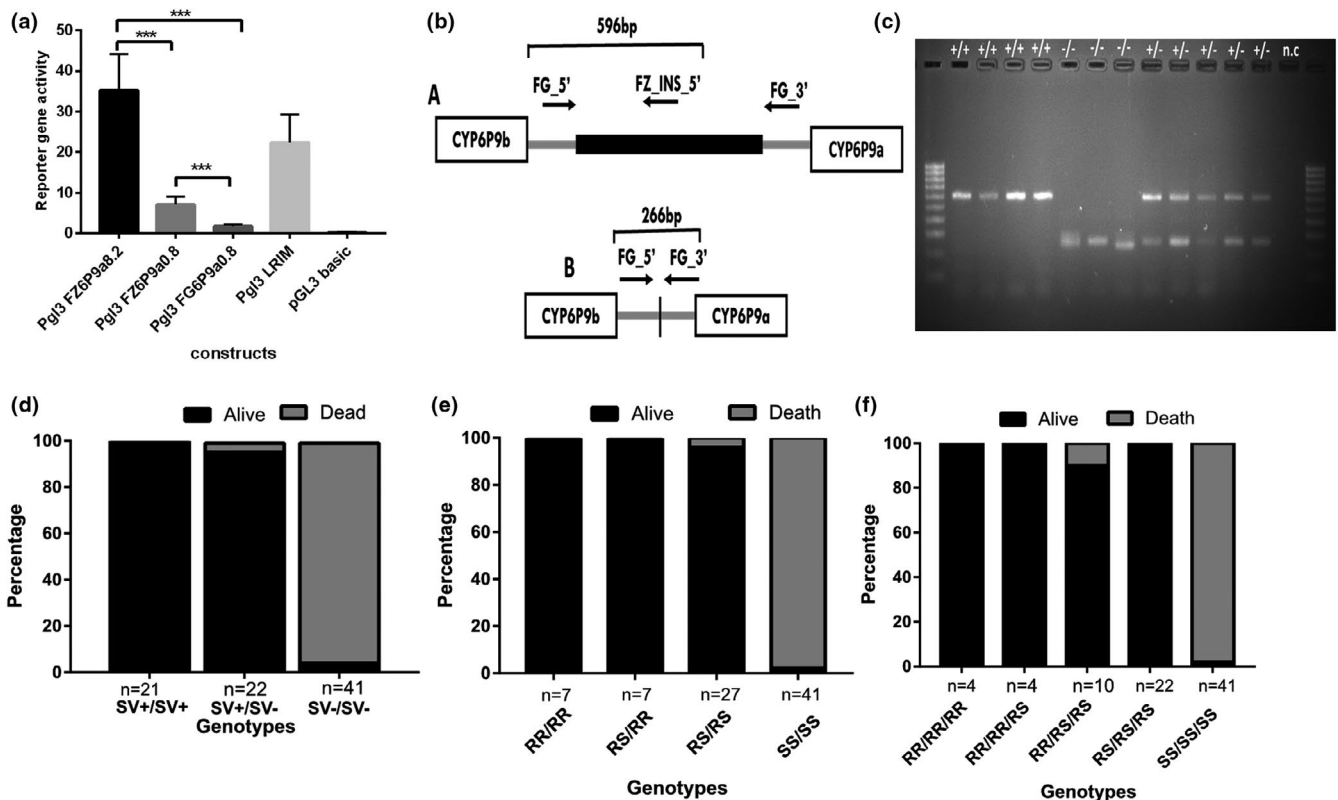 (a)
50
40
30
20
10
0
Reporter gene activity
***
***
***
Pgl3 FZ6P9a8.2
Pgl3 FZ6P9a0.8
Pgl3 FG6P9a0.8
Pgl3 LRIM
pGL3 basic
constructs
(b)
596bp
FG_5’
FZ_INS_5’
FG_3’
A
CYP6P9b
CYP6P9a
266bp
FG_5’
FG_3’
B
CYP6P9b
CYP6P9a
(c)
+/+ +/+ +/+ +/+ -/- -/- -/- +/- +/- +/- +/- +/- n.c
(d)
Alive
Dead
100
80
60
40
20
0
Percentage
n=21 n=22 n=41
SV+/SV+ SV+/SV- SV-/SV-
Genotypes
(e)
Alive
Death
100
80
60
40
20
0
Percentage
n=7 n=7 n=27 n=41
RR/RR
RS/RR
RS/RS
SS/SS
Genotypes
(f)
Alive
Death
100
80
60
40
20
0
Percentage
n=4 n=4 n=10 n=22 n=41
RR/RR/RR
RR/RR/RS
RR/RS/RS
RS/RS/RS
SS/SS/SS
Genotypes